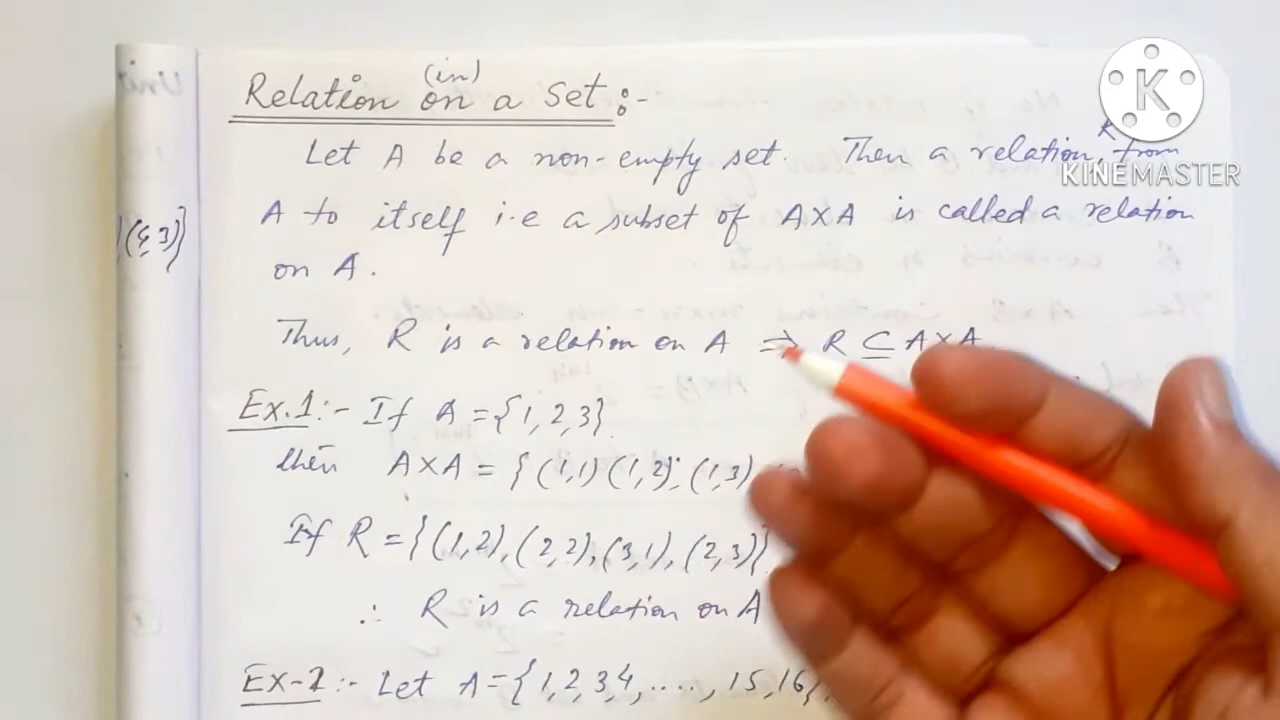 (in)
Relation on a set:-
Let A be a non-empty set. Then a relation, from
A to itself i.e a subset of A×A is called a relation
on A.
Thus, R is a relation on A ⇒ R ⊆ A×A
Ex.1:- If A = {1, 2, 3}
then A×A = { (1,1) (1,2), (1,3)
If R = {(1,2), (2,2), (3,1), (2,3)}
∴ R is a relation on A
Ex-2:- Let A = {1, 2, 3, 4, ...., 15, 16},
K
KINEMASTER